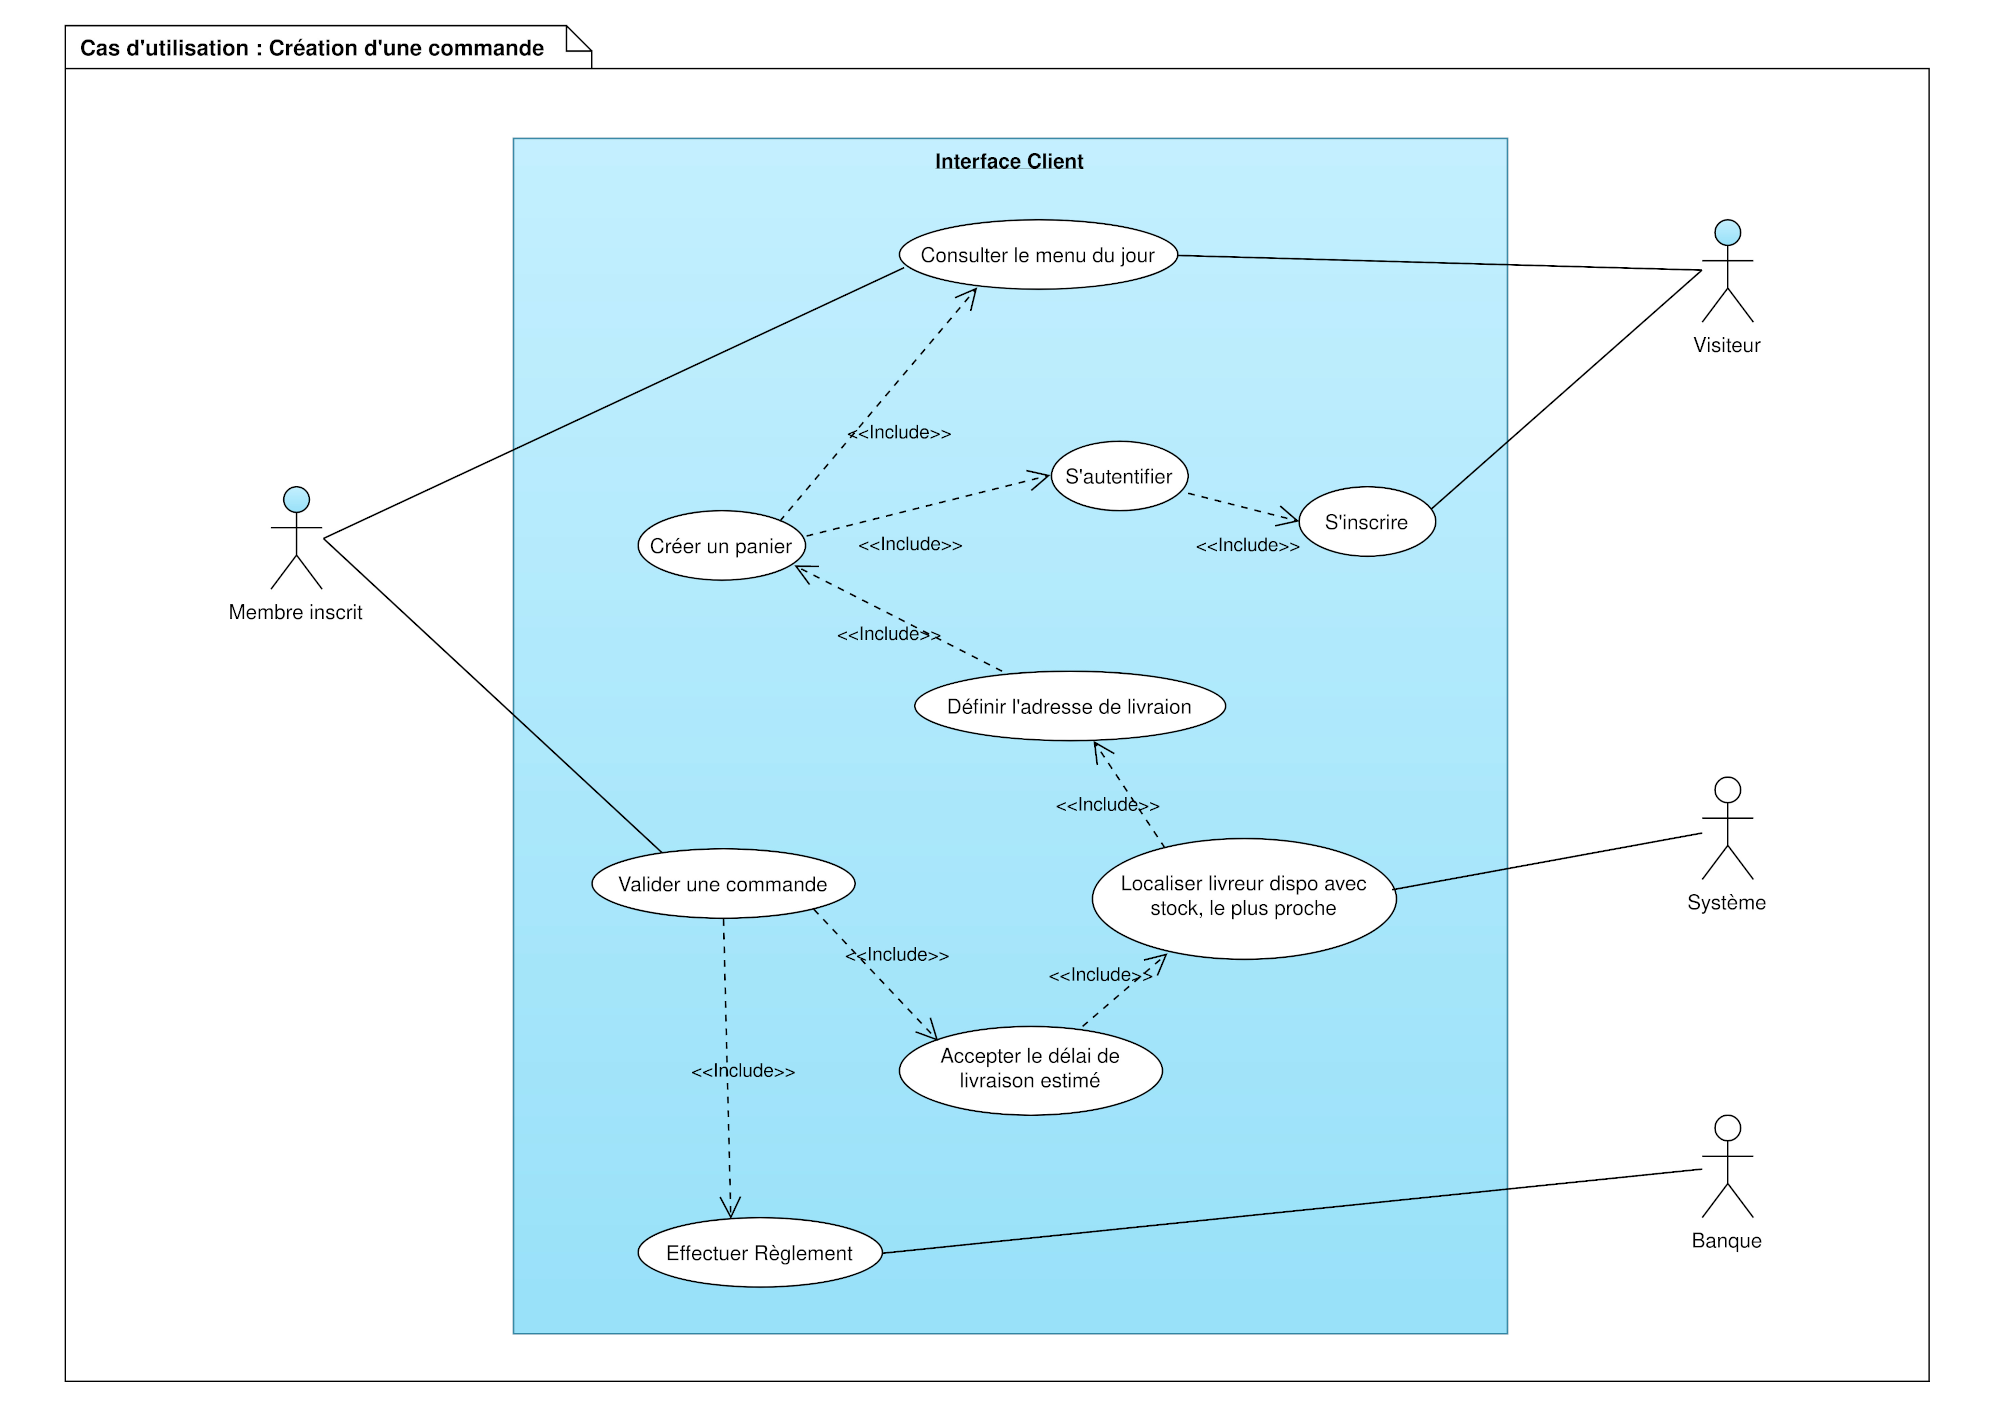 Cas d'utilisation : Création d'une commande
Interface Client
Consulter le menu du jour
Visiteur
<<Include>>
S'autentifier
S'inscrire
Créer un panier
<<Include>>
<<Include>>
Membre inscrit
<<Include>>
Définir l'adresse de livraion
<<Include>>
Valider une commande
Localiser livreur dispo avec
stock, le plus proche
Système
<<Include>>
<<Include>>
Accepter le délai de
livraison estimé
<<Include>>
Effectuer Règlement
Banque